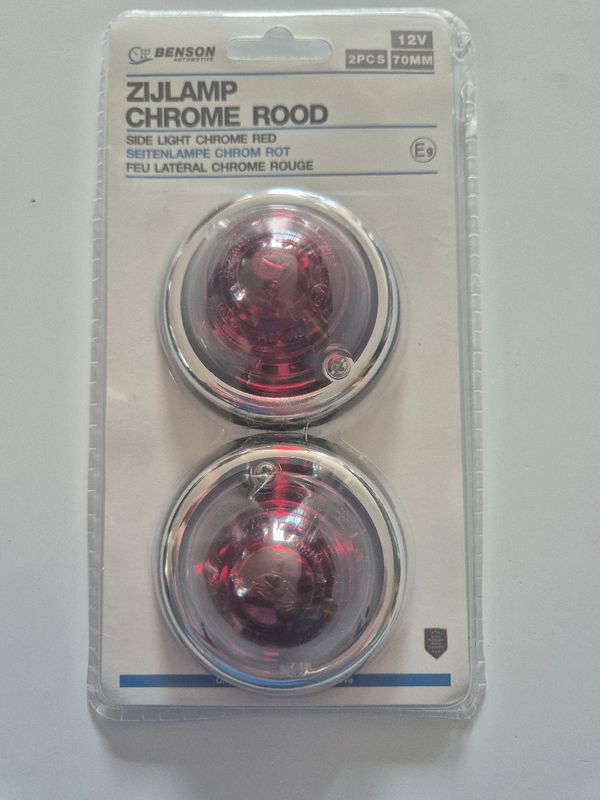 BENSON
AUTOMOTIVE
12V
2PCS 70MM
ZIJLAMP
CHROME ROOD
SIDE LIGHT CHROME RED
SEITENLAMPE CHROM ROT
FEU LATÉRAL CHROME ROUGE
E9